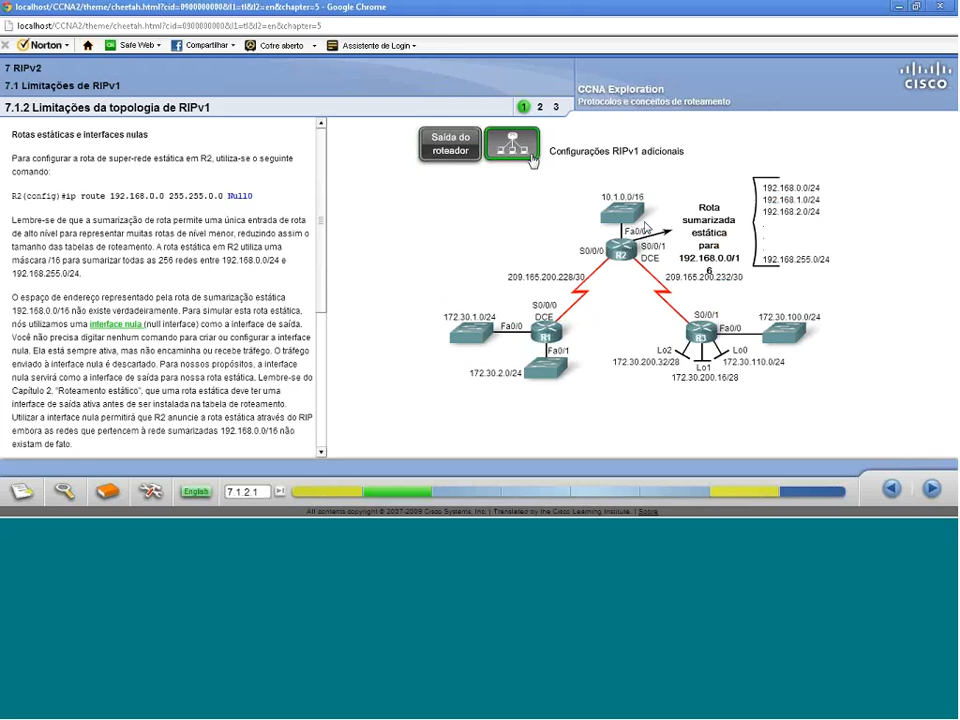 localhost/CCNA2/theme/cheetah.html?cid=0900000000&l1=tl&l2=en&chapter=5 - Google Chrome
localhost/CCNA2/theme/cheetah.html?cid=0900000000&l1=tl&l2=en&chapter=5
Norton
Safe Web
Compartilhar
Cofre aberto
Assistente de Login
7 RIPv2
7.1 Limitações de RIPv1
7.1.2 Limitações da topologia de RIPv1
1 2 3
CCNA Exploration
Protocolos e conceitos de roteamento
CISCO
Rotas estáticas e interfaces nulas
Para configurar a rota de super-rede estática em R2, utiliza-se o seguinte
comando:
R2(config)#ip route 192.168.0.0 255.255.0.0 Null0
Lembre-se de que a sumarização de rota permite uma única entrada de rota
de alto nível para representar muitas rotas de nível menor, reduzindo assim o
tamanho das tabelas de roteamento. A rota estática em R2 utiliza uma
máscara /16 para sumarizar todas as 256 redes entre 192.168.0.0/24 e
192.168.255.0/24.
O espaço de endereço representado pela rota de sumarização estática
192.168.0.0/16 não existe verdadeiramente. Para simular esta rota estática,
nós utilizamos uma interface nula (null interface) como a interface de saída.
Você não precisa digitar nenhum comando para criar ou configurar a interface
nula. Ela está sempre ativa, mas não encaminha ou recebe tráfego. O tráfego
enviado à interface nula é descartado. Para nossos propósitos, a interface
nula servirá como a interface de saída para nossa rota estática. Lembre-se do
Capítulo 2, "Roteamento estático", que uma rota estática deve ter uma
interface de saída ativa antes de ser instalada na tabela de roteamento.
Utilizar a interface nula permitirá que R2 anuncie a rota estática através do RIP
embora as redes que pertencem à rede sumarizadas 192.168.0.0/16 não
existam de fato.
Saída do
roteador
Configurações RIPv1 adicionais
10.1.0.0/16
Fa0/0
S0/0/0
R2
S0/0/1
DCE
Rota
sumarizada
estática
para
192.168.0.0/1
6
192.168.0.0/24
192.168.1.0/24
192.168.2.0/24
.
.
.
192.168.255.0/24
209.165.200.228/30
209.165.200.232/30
172.30.1.0/24
Fa0/0
S0/0/0
DCE
R1
Fa0/1
172.30.2.0/24
S0/0/1
R3
Fa0/0
172.30.100.0/24
Lo2
Lo0
172.30.200.32/28
172.30.110.0/24
Lo1
172.30.200.16/28
English
7.1.2.1
All contents copyright © 2007-2009 Cisco Systems, Inc. | Translated by the Cisco Learning Institute. | Sobre